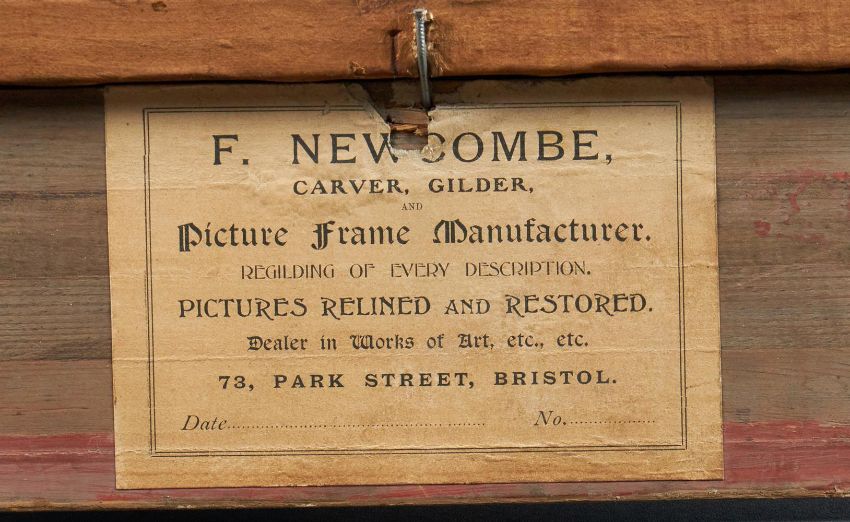 F. NEWCOMBE,
CARVER, GILDER,
AND
Picture Frame Manufacturer.
REGILDING OF EVERY DESCRIPTION.
PICTURES RELINED AND RESTORED.
Dealer in Works of Art, etc., etc.
73, PARK STREET, BRISTOL.
Date............................................ No...................